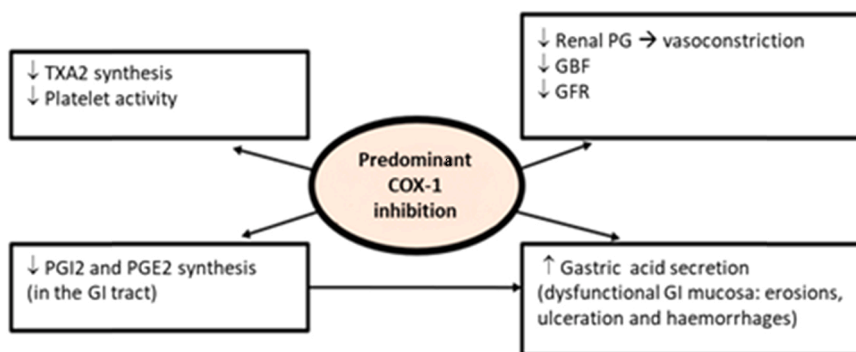 ↓ TXA2 synthesis
↓ Platelet activity
↓ Renal PG → vasoconstriction
↓ GBF
↓ GFR
Predominant
COX-1
inhibition
↓ PGI2 and PGE2 synthesis
(in the GI tract)
↑ Gastric acid secretion
(dysfunctional GI mucosa: erosions,
ulceration and haemorrhages)